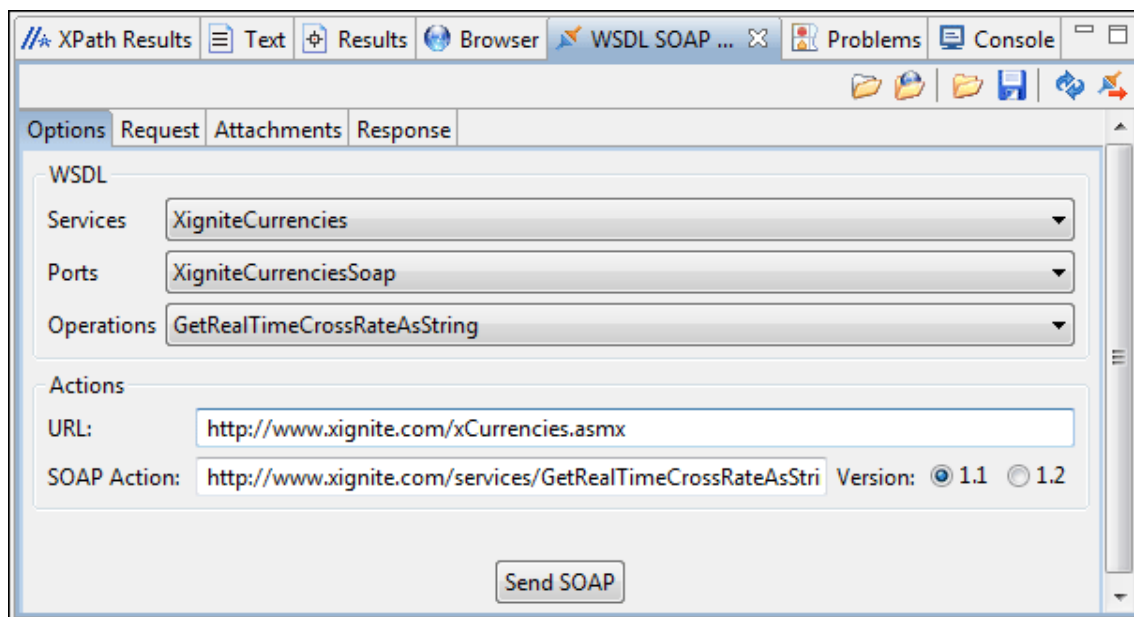 XPath Results Text Results Browser WSDL SOAP ... Problems Console
Options Request Attachments Response
WSDL
Services XigniteCurrencies
Ports XigniteCurrenciesSoap
Operations GetRealTimeCrossRateAsString
Actions
URL: http://www.xignite.com/xCurrencies.asmx
SOAP Action: http://www.xignite.com/services/GetRealTimeCrossRateAsStri Version: 1.1 1.2
Send SOAP